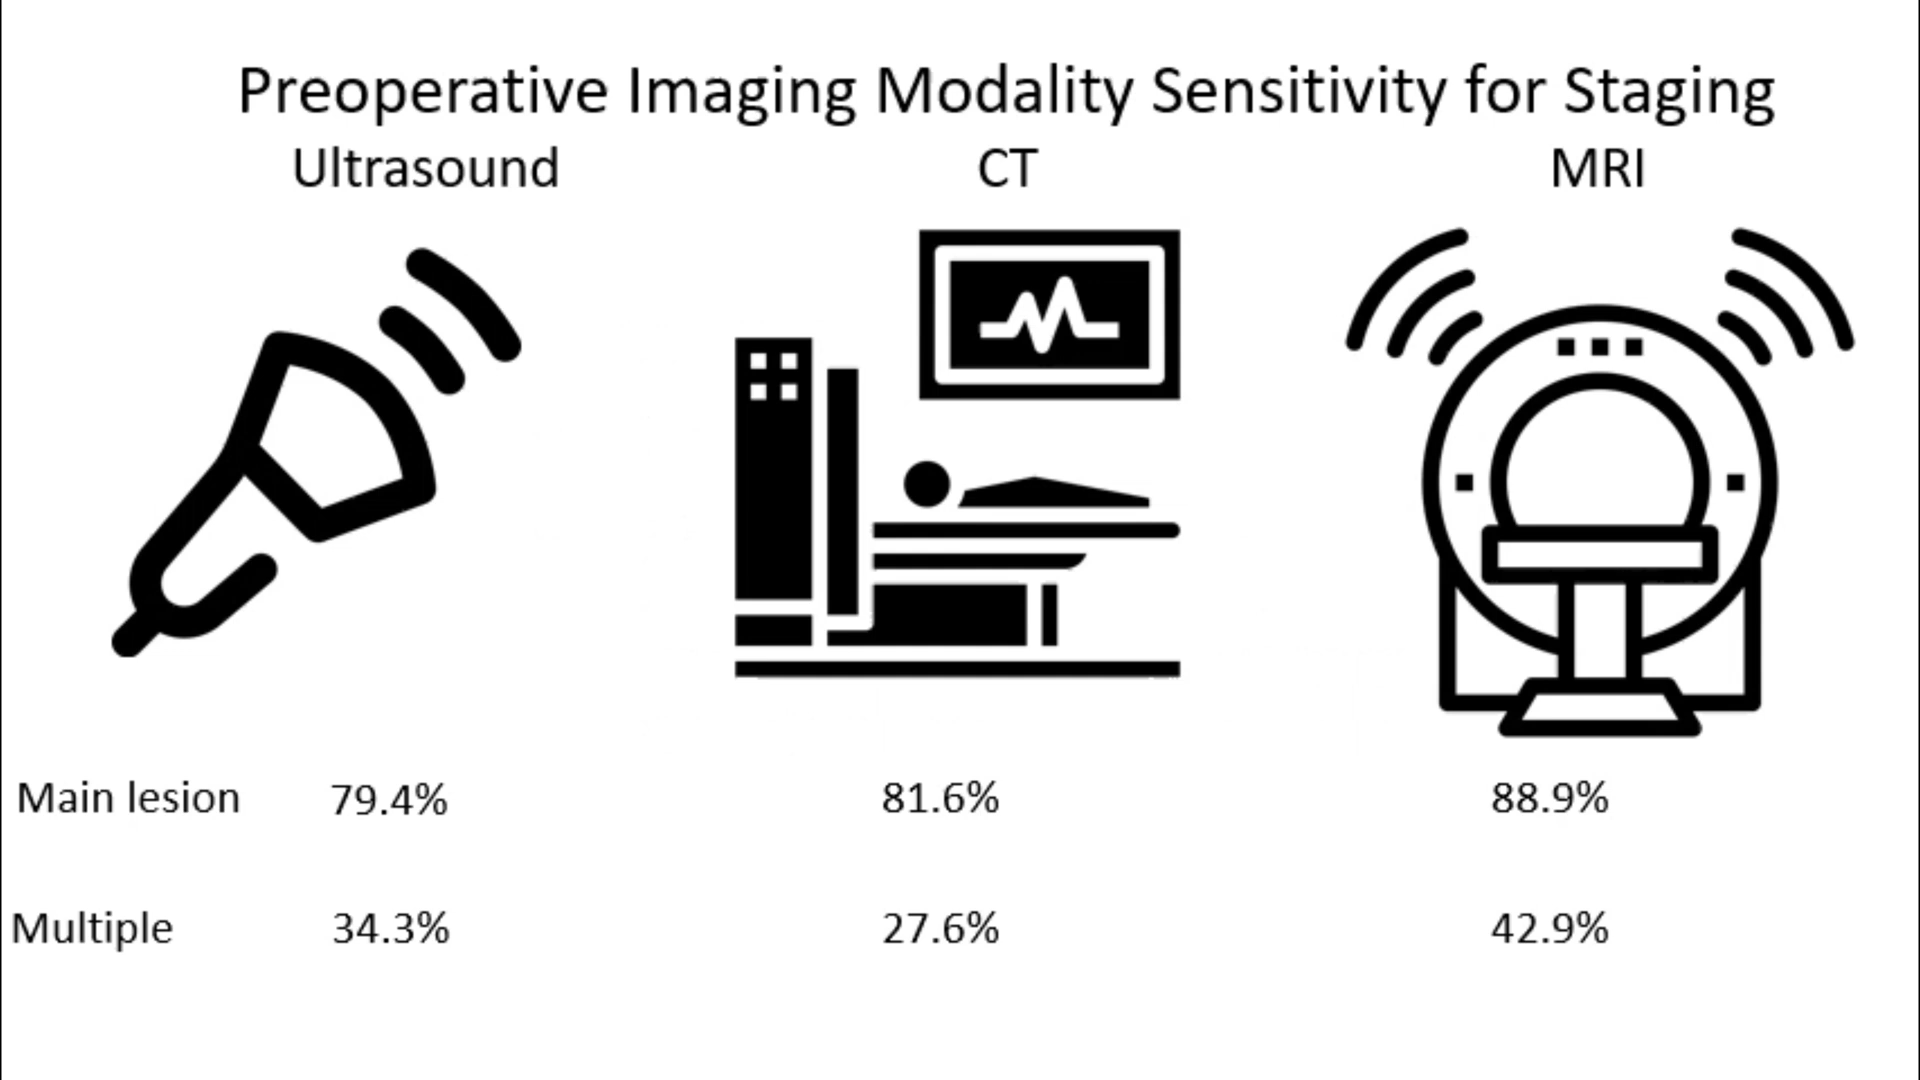 Preoperative Imaging Modality Sensitivity for Staging
Ultrasound CT MRI
Main lesion 79.4% 81.6% 88.9%
Multiple 34.3% 27.6% 42.9%